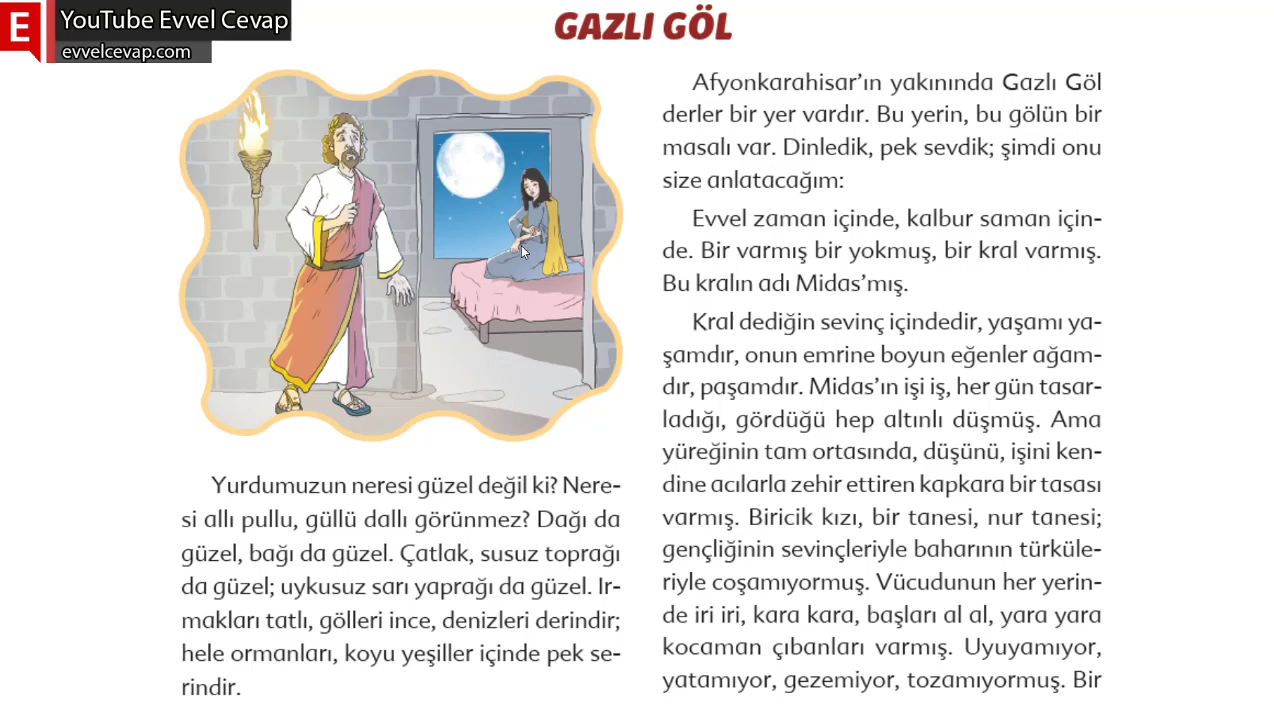 E
YouTube Evvel Cevap
evvelcevap.com
GAZLI GÖL
Yurdumuzun neresi güzel değil ki? Nere-
si allı pullu, güllü dallı görünmez? Dağı da
güzel, bağı da güzel. Çatlak, susuz toprağı
da güzel; uykusuz sarı yaprağı da güzel. Ir-
makları tatlı, gölleri ince, denizleri derindir;
hele ormanları, koyu yeşiller içinde pek se-
rindir.
Afyonkarahisar’ın yakınında Gazlı Göl
derler bir yer vardır. Bu yerin, bu gölün bir
masalı var. Dinledik, pek sevdik; şimdi onu
size anlatacağım:
Evvel zaman içinde, kalbur saman için-
de. Bir varmış bir yokmuş, bir kral varmış.
Bu kralın adı Midas’mış.
Kral dediğin sevinç içindedir, yaşamı ya-
şamdır, onun emrine boyun eğenler ağam-
dır, paşamdır. Midas’ın işi iş, her gün tasar-
ladığı, gördüğü hep altınlı düşmüş. Ama
yüreğinin tam ortasında, düşünü, işini ken-
dine acılarla zehir ettiren kapkara bir tasası
varmış. Biricik kızı, bir tanesi, nur tanesi;
gençliğinin sevinçleriyle baharının türküle-
riyle coşamıyormuş. Vücudunun her yerin-
de iri iri, kara kara, başları al al, yara yara
kocaman çıbanları varmış. Uyuyamıyor,
yatamıyor, gezemiyor, tozamıyormuş. Bir